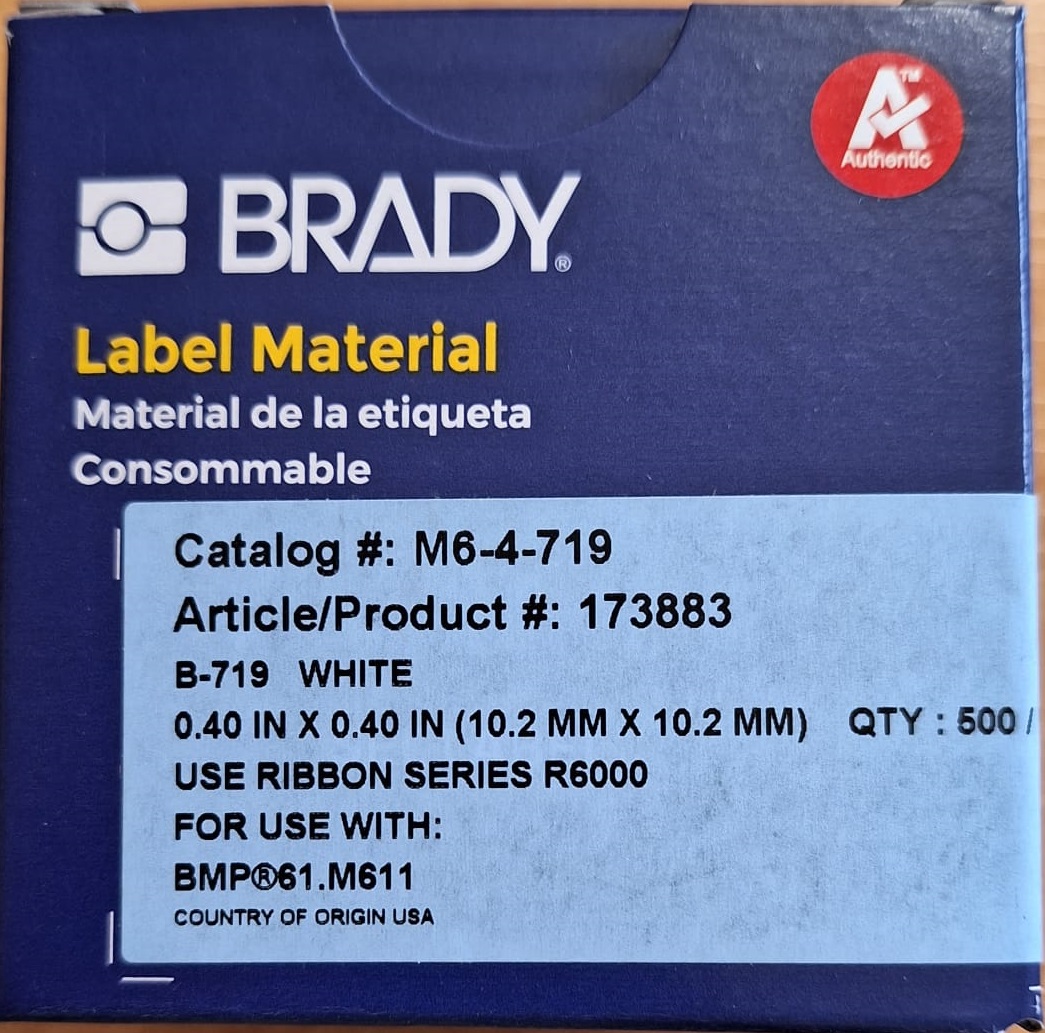 A™
Authentic
BRADY®
Label Material
Material de la etiqueta
Consommable
Catalog #: M6-4-719
Article/Product #: 173883
B-719 WHITE
0.40 IN X 0.40 IN (10.2 MM X 10.2 MM) QTY : 500 /
USE RIBBON SERIES R6000
FOR USE WITH:
BMP®61.M611
COUNTRY OF ORIGIN USA